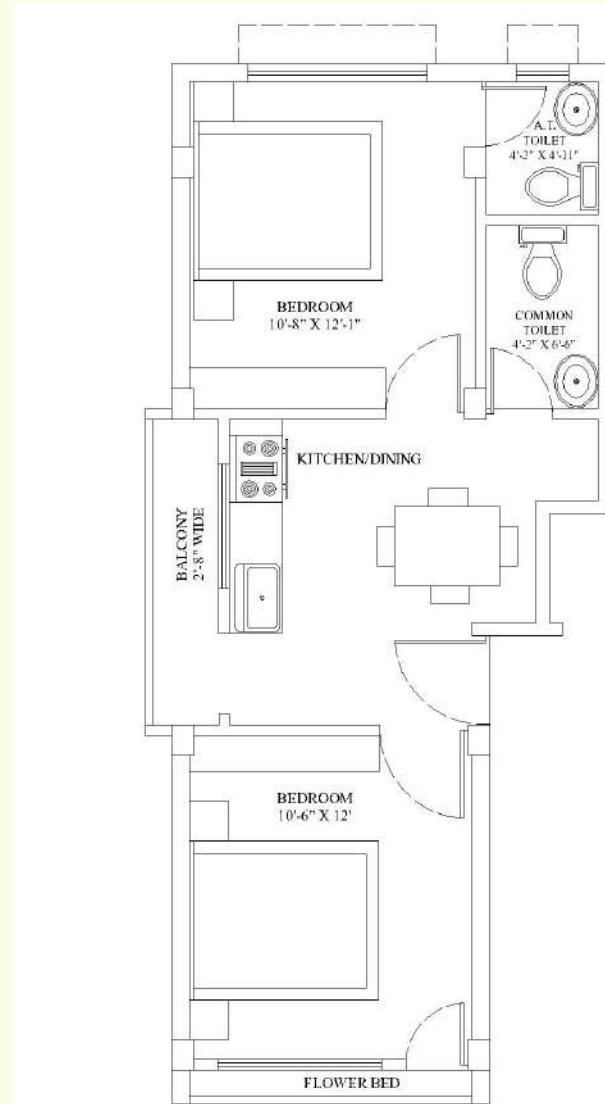 A.T.
TOILET
4'-2" X 4'-11"
BEDROOM
10'-8" X 12'-1"
COMMON
TOILET
4'-2" X 6'-6"
KITCHEN/DINING
BALCONY
2'-8" WIDE
BEDROOM
10'-6" X 12'
FLOWER BED